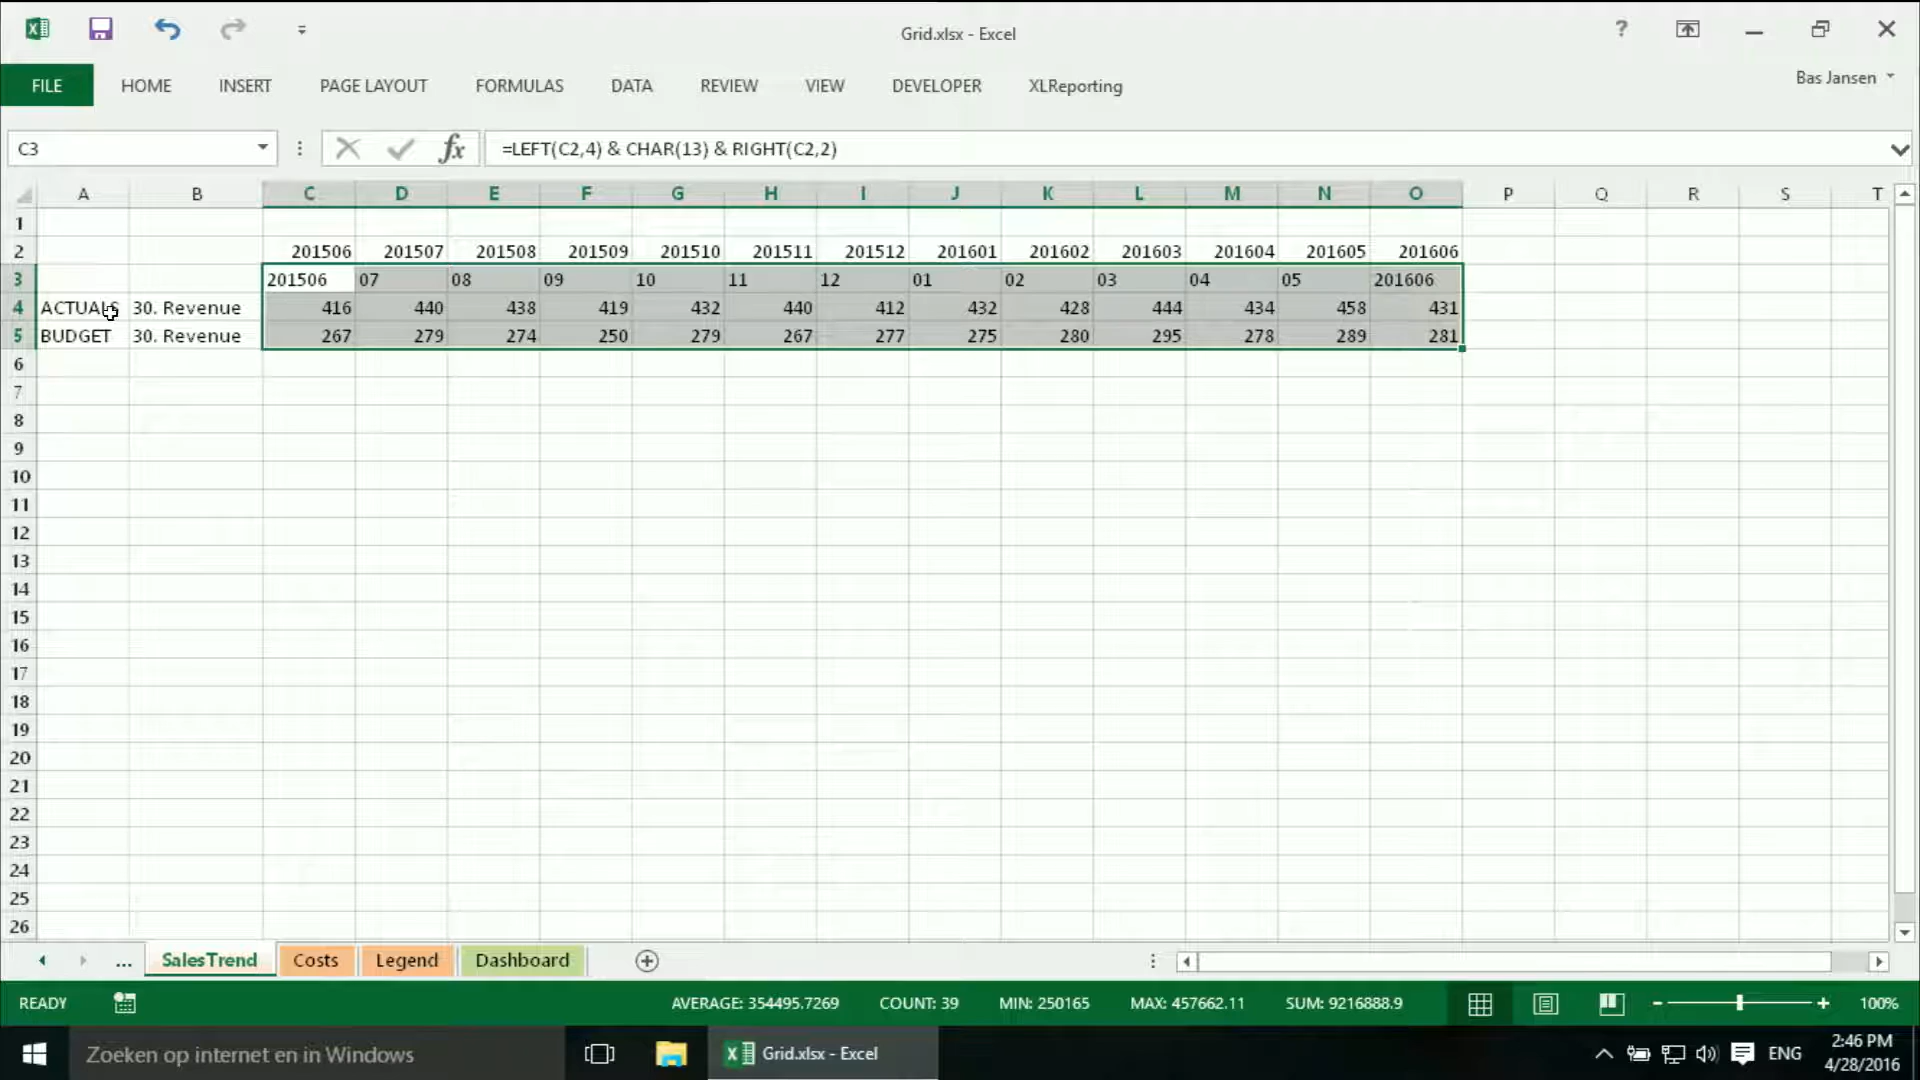 Grid.xlsx - Excel
?
FILE HOME INSERT PAGE LAYOUT FORMULAS DATA REVIEW VIEW DEVELOPER XLReporting
Bas Jansen
C3 fx =LEFT(C2,4) & CHAR(13) & RIGHT(C2,2)
A B C D E F G H I J K L M N O P Q R S T
1
2 201506 201507 201508 201509 201510 201511 201512 201601 201602 201603 201604 201605 201606
3 201506 07 08 09 10 11 12 01 02 03 04 05 201606
4 ACTUALS 30. Revenue 416 440 438 419 432 440 412 432 428 444 434 458 431
5 BUDGET 30. Revenue 267 279 274 250 279 267 277 275 280 295 278 289 281
6
7
8
9
10
11
12
13
14
15
16
17
18
19
20
21
22
23
24
25
26
... SalesTrend Costs Legend Dashboard
READY AVERAGE: 354495.7269 COUNT: 39 MIN: 250165 MAX: 457662.11 SUM: 9216888.9 100%
Zoeken op internet en in Windows
Grid.xlsx - Excel
ENG
2:46 PM
4/28/2016